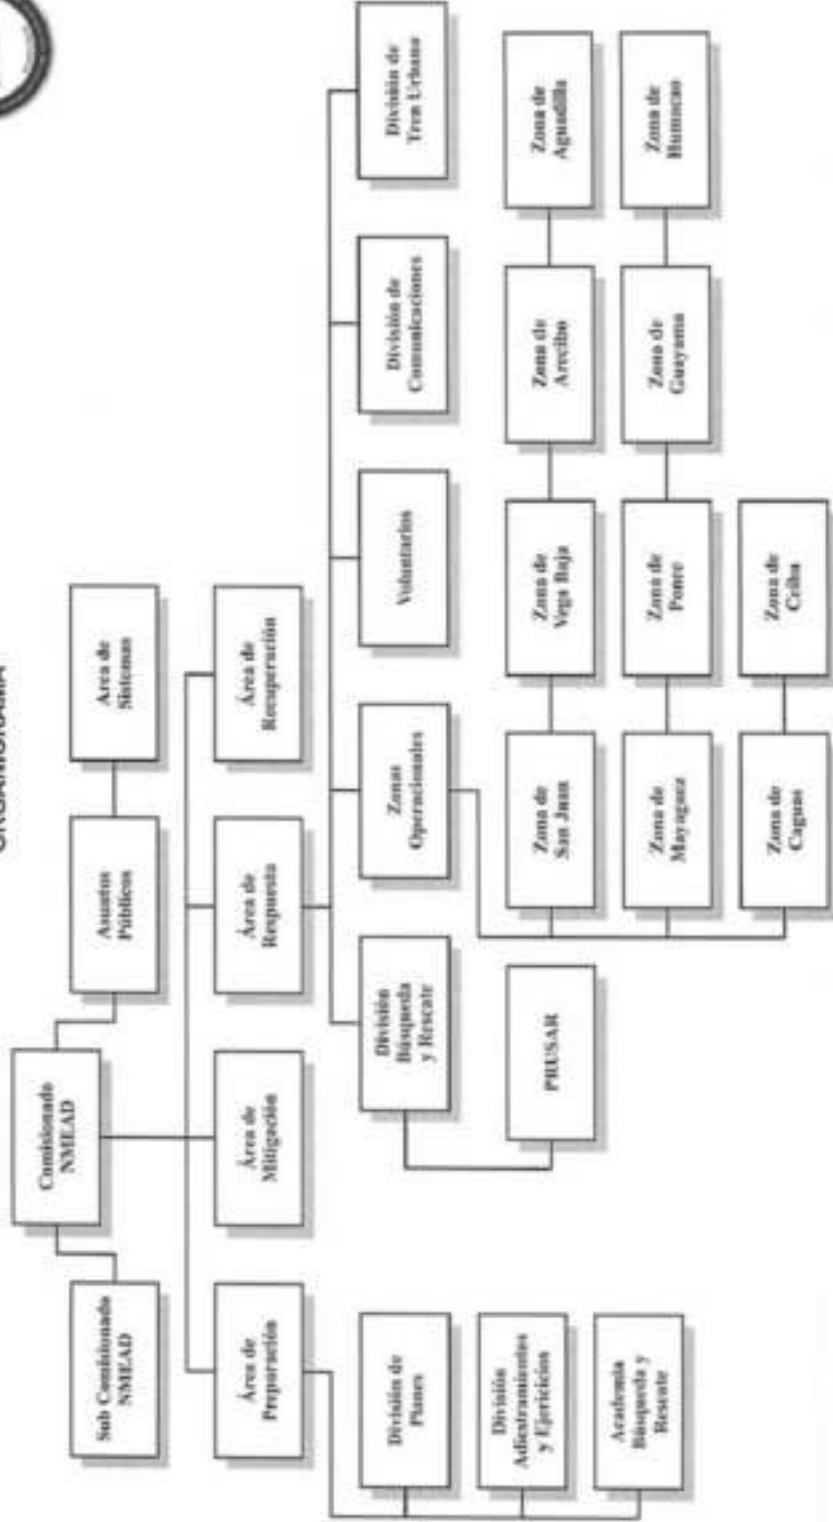 ORGANIGRAMA
Comisionado
NMEAD
Sub Comisionado
NMEAD
Asuntos
Públicos
Area de
Sistemas
Área de
Preparación
Área de
Mitigación
Área de
Respuesta
Área de
Recuperación
División de
Planes
División
Adiestramientos
y Ejercicios
Academia
Búsqueda y
Rescate
División
Búsqueda
y Rescate
PRUSAR
Zonas
Operacionales
Voluntarios
División de
Comunicaciones
División de
Tren Urbano
Zona de
San Juan
Zona de
Vega Baja
Zona de
Arecibo
Zona de
Aguadilla
Zona de
Mayaguez
Zona de
Ponce
Zona de
Guayama
Zona de
Humacao
Zona de
Caguas
Zona de
Ceiba